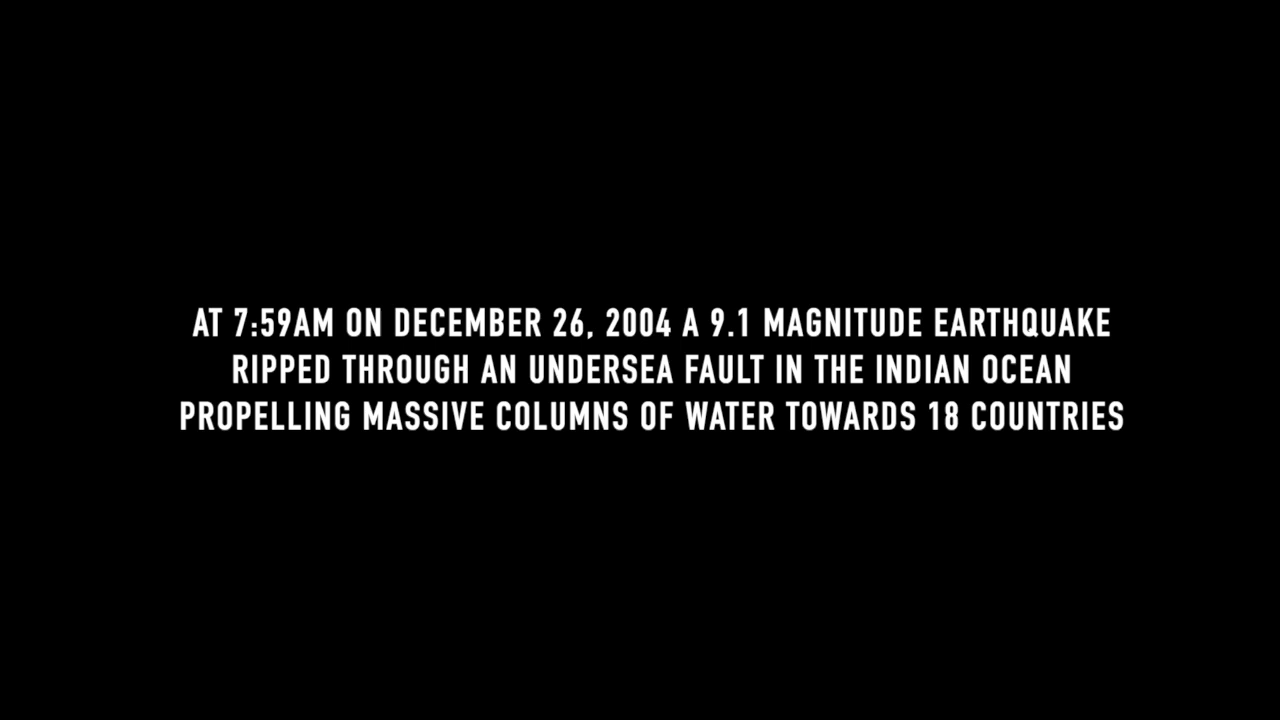 AT 7:59AM ON DECEMBER 26, 2004 A 9.1 MAGNITUDE EARTHQUAKE
RIPPED THROUGH AN UNDERSEA FAULT IN THE INDIAN OCEAN
PROPELLING MASSIVE COLUMNS OF WATER TOWARDS 18 COUNTRIES